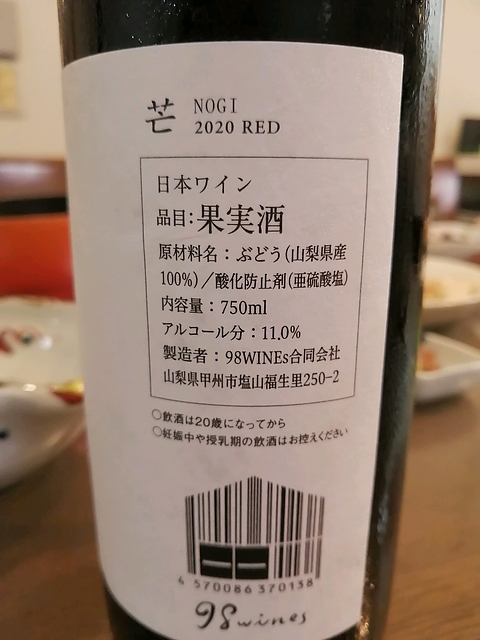 芒 NOGI
2020 RED
日本ワイン
品目:果実酒
原材料名：ぶどう(山梨県産
100%)／酸化防止剤(亜硫酸塩)
内容量：750ml
アルコール分：11.0%
製造者：98WINEs合同会社
山梨県甲州市塩山福生里250-2
○飲酒は20歳になってから
○妊娠中や授乳期の飲酒はお控えください
4 570086 370138
98wines